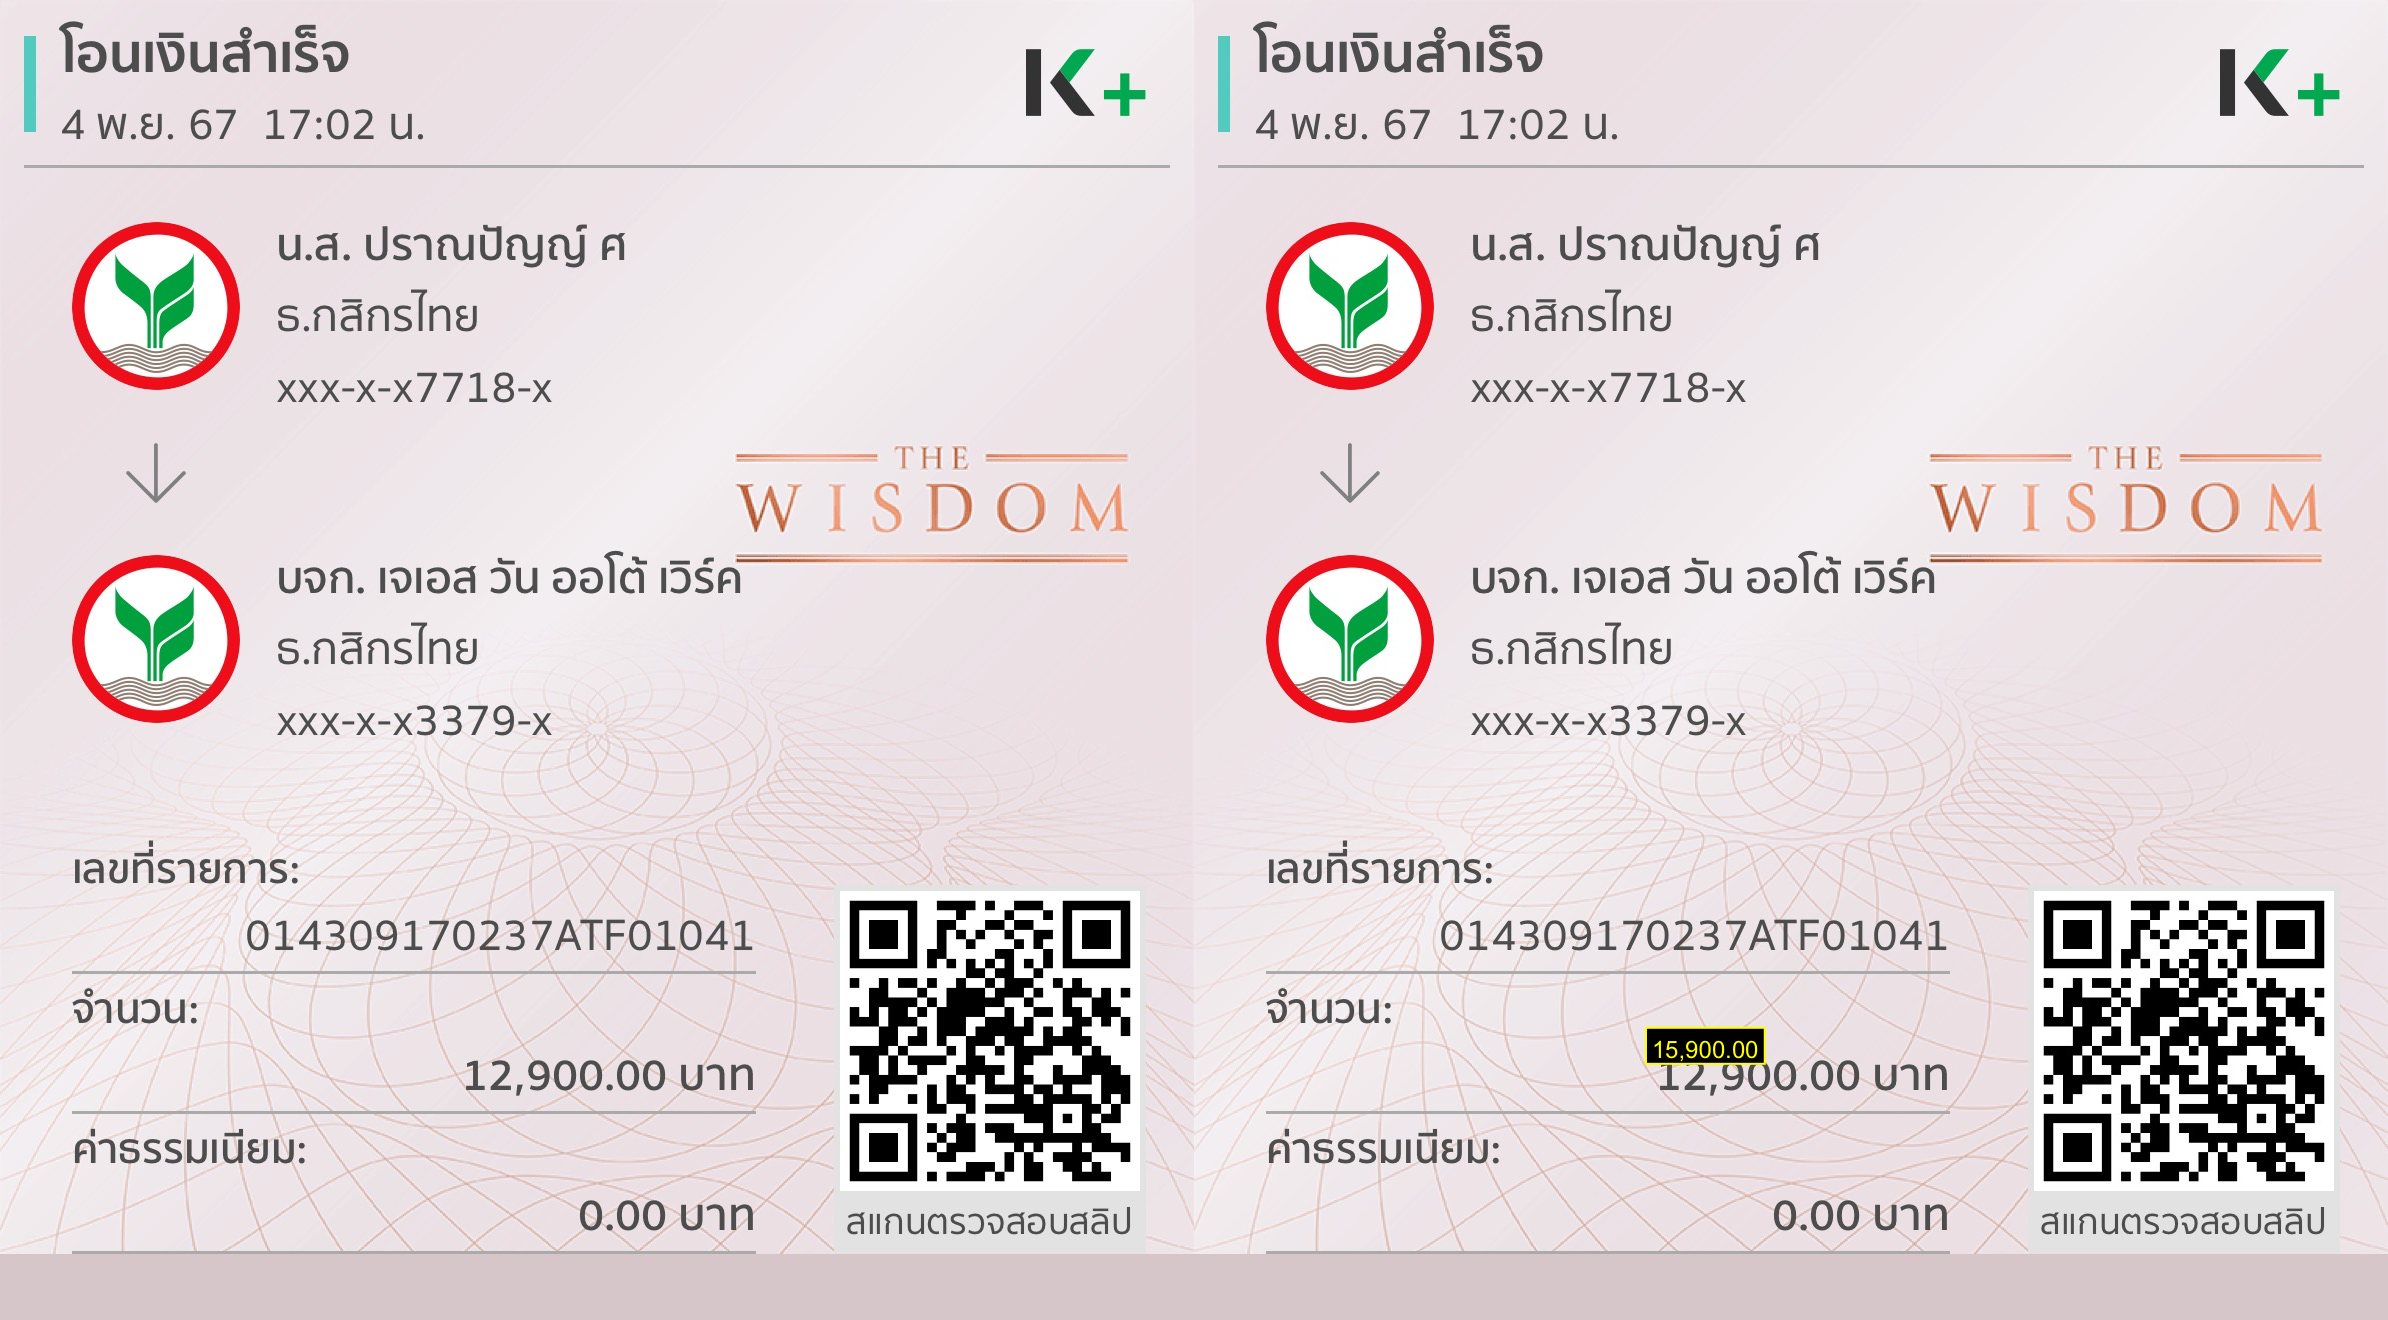 โอนเงินสำเร็จ
4 พ.ย. 67 17:02 น.
K+
น.ส. ปราณปัญญ์ ศ
ธ.กสิกรไทย
xxx-x-x7718-x
THE
WISDOM
บจก. เจเอส วัน ออโต้ เวิร์ค
ธ.กสิกรไทย
xxx-x-x3379-x
เลขที่รายการ:
014309170237ATF01041
จำนวน:
12,900.00 บาท
ค่าธรรมเนียม:
0.00 บาท
สแกนตรวจสอบสลิป
โอนเงินสำเร็จ
4 พ.ย. 67 17:02 น.
K+
น.ส. ปราณปัญญ์ ศ
ธ.กสิกรไทย
xxx-x-x7718-x
THE
WISDOM
บจก. เจเอส วัน ออโต้ เวิร์ค
ธ.กสิกรไทย
xxx-x-x3379-x
เลขที่รายการ:
014309170237ATF01041
จำนวน:
15,900.00
12,900.00 บาท
ค่าธรรมเนียม:
0.00 บาท
สแกนตรวจสอบสลิป